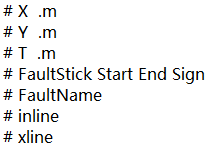 # X  .m
# Y  .m
# T  .m
# FaultStick Start End Sign
# FaultName
# inline
# xline